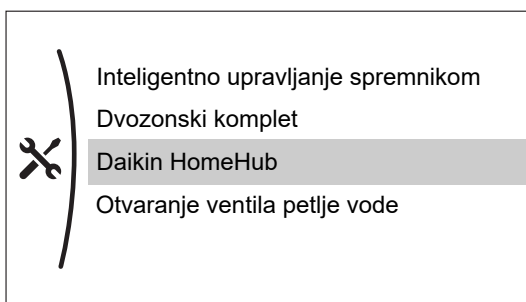 Inteligentno upravljanje spremnikom
Dvozonski komplet
Daikin HomeHub
Otvaranje ventila petlje vode